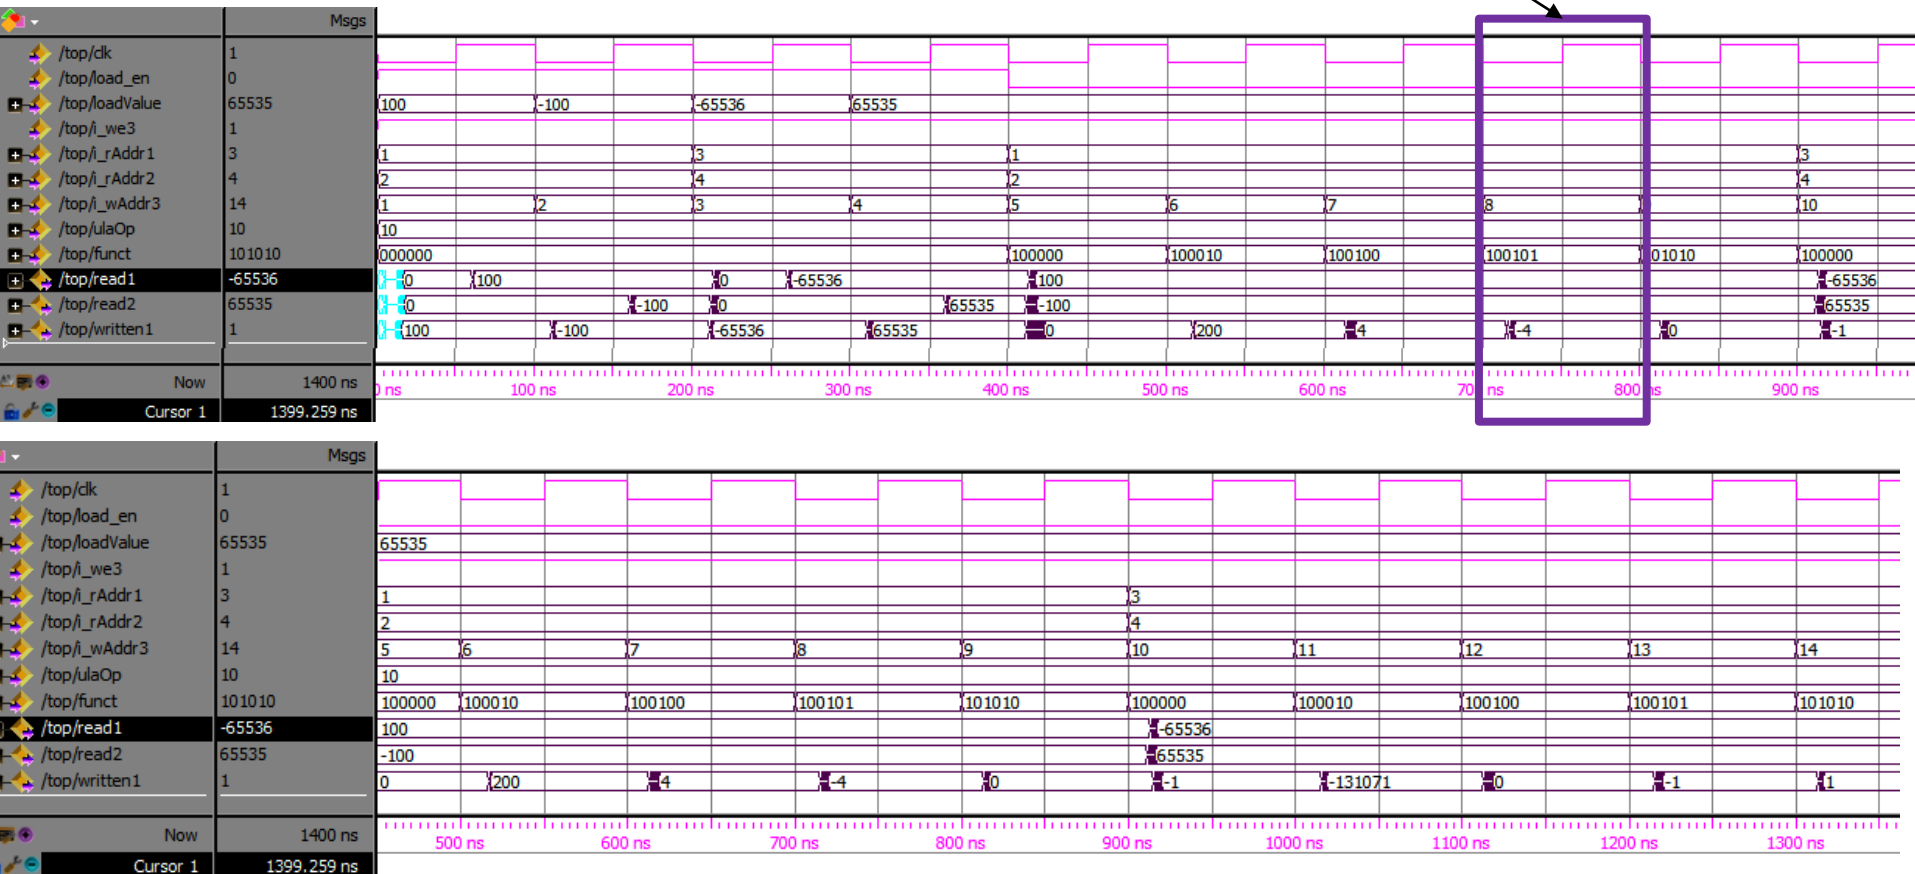 Msgs
/top/clk 1
/top/load_en 0
/top/loadValue 65535 100 -100 -65536 65535
/top/i_we3 1
/top/i_rAddr1 3 1 3 1 3
/top/i_rAddr2 4 2 4 2 4
/top/i_wAddr3 14 1 2 3 4 5 6 7 8 10
/top/ulaOp 10 10
/top/funct 101010 000000 100000 100010 100100 100101 01010 100000
/top/read1 -65536 0 100 0 -65536 100 -65536
/top/read2 65535 0 -100 0 65535 -100 65535
/top/written1 1 100 -100 -65536 65535 0 200 4 -4 0 -1
Now 1400 ns ns 100 ns 200 ns 300 ns 400 ns 500 ns 600 ns 700 ns 800 ns 900 ns
Cursor 1 1399.259 ns
Msgs
/top/clk 1
/top/load_en 0
/top/loadValue 65535 65535
/top/i_we3 1
/top/i_rAddr1 3 1 3
/top/i_rAddr2 4 2 4
/top/i_wAddr3 14 5 6 7 8 9 10 11 12 13 14
/top/ulaOp 10 10
/top/funct 101010 100000 100010 100100 100101 101010 100000 100010 100100 100101 101010
/top/read1 -65536 100 -65536
/top/read2 65535 -100 65535
/top/written1 1 0 200 4 -4 0 -1 -131071 0 -1 1
Now 1400 ns 500 ns 600 ns 700 ns 800 ns 900 ns 1000 ns 1100 ns 1200 ns 1300 ns
Cursor 1 1399.259 ns